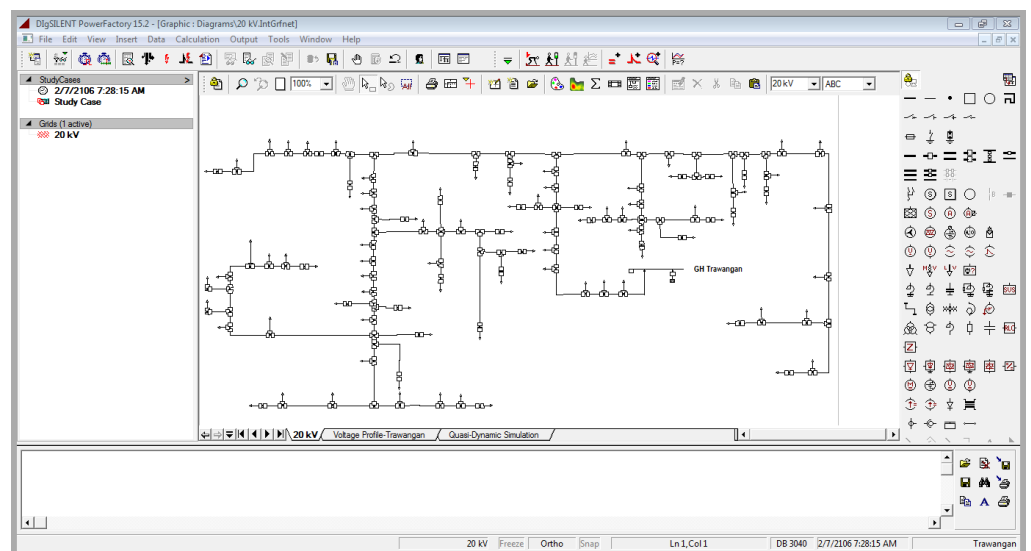 DIgSILENT PowerFactory 15.2 - [Graphic : Diagrams\20 kV.IntGrfnet]
File Edit View Insert Data Calculation Output Tools Window Help
StudyCases >
2/7/2106 7:28:15 AM
Study Case
Grids (1 active)
20 kV
100%
20 kV
ABC
GH Trawangan
20 kV Voltage Profile-Trawangan Quasi-Dynamic Simulation
20 kV Freeze Ortho Snap Ln 1,Col 1 DB 3040 2/7/2106 7:28:15 AM Trawangan